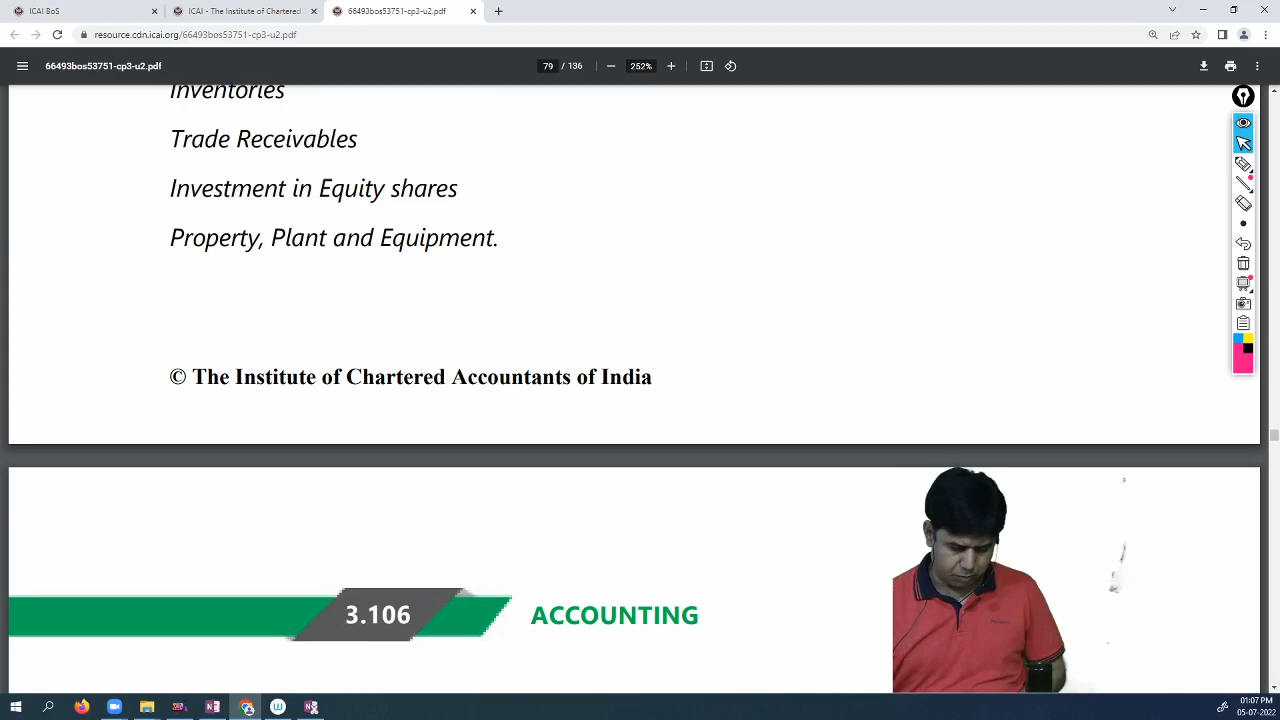 ICAI BoS
ICAI - The Institute of Chartered
66493bos53751-cp3-u2.pdf
resource.cdn.icai.org/66493bos53751-cp3-u2.pdf
66493bos53751-cp3-u2.pdf
79 / 136
252%
Inventories
Trade Receivables
Investment in Equity shares
Property, Plant and Equipment.
© The Institute of Chartered Accountants of India
3.106
ACCOUNTING
01:07 PM
05-07-2022